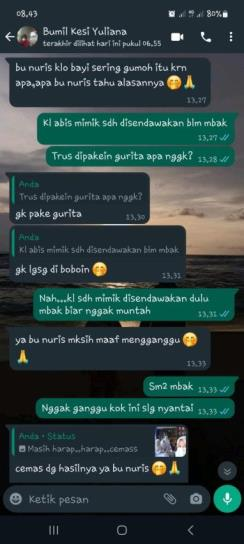 08,43
80%
Bumil Kesi Yuliana
terakhir dilihat hari ini pukul 06,55
bu nuris klo bayi sering gumoh itu krn
apa,apa bu nuris tahu alasannya 🤭🙏
13,27
Kl abis mimik sdh disendawakan blm mbak
13,27
Trus dipakein gurita apa nggk?
13,28
Anda
Trus dipakein gurita apa nggk?
gk pake gurita
13,30
Anda
Kl abis mimik sdh disendawakan blm mbak
gk lgsg di boboin 🤭
13,31
Nah,,,kl sdh mimik disendawakan dulu
mbak biar nggak muntah
13,31
ya bu nuris mksih maaf mengganggu 🤭
🙏
13,33
Sm2 mbak
13,33
Nggak ganggu kok ini slg nyantai
13,33
Anda • Status
Masih harap,,harap,,cemass
cemas dg hasilnya ya bu nuris 🤭🙏
Ketik pesan